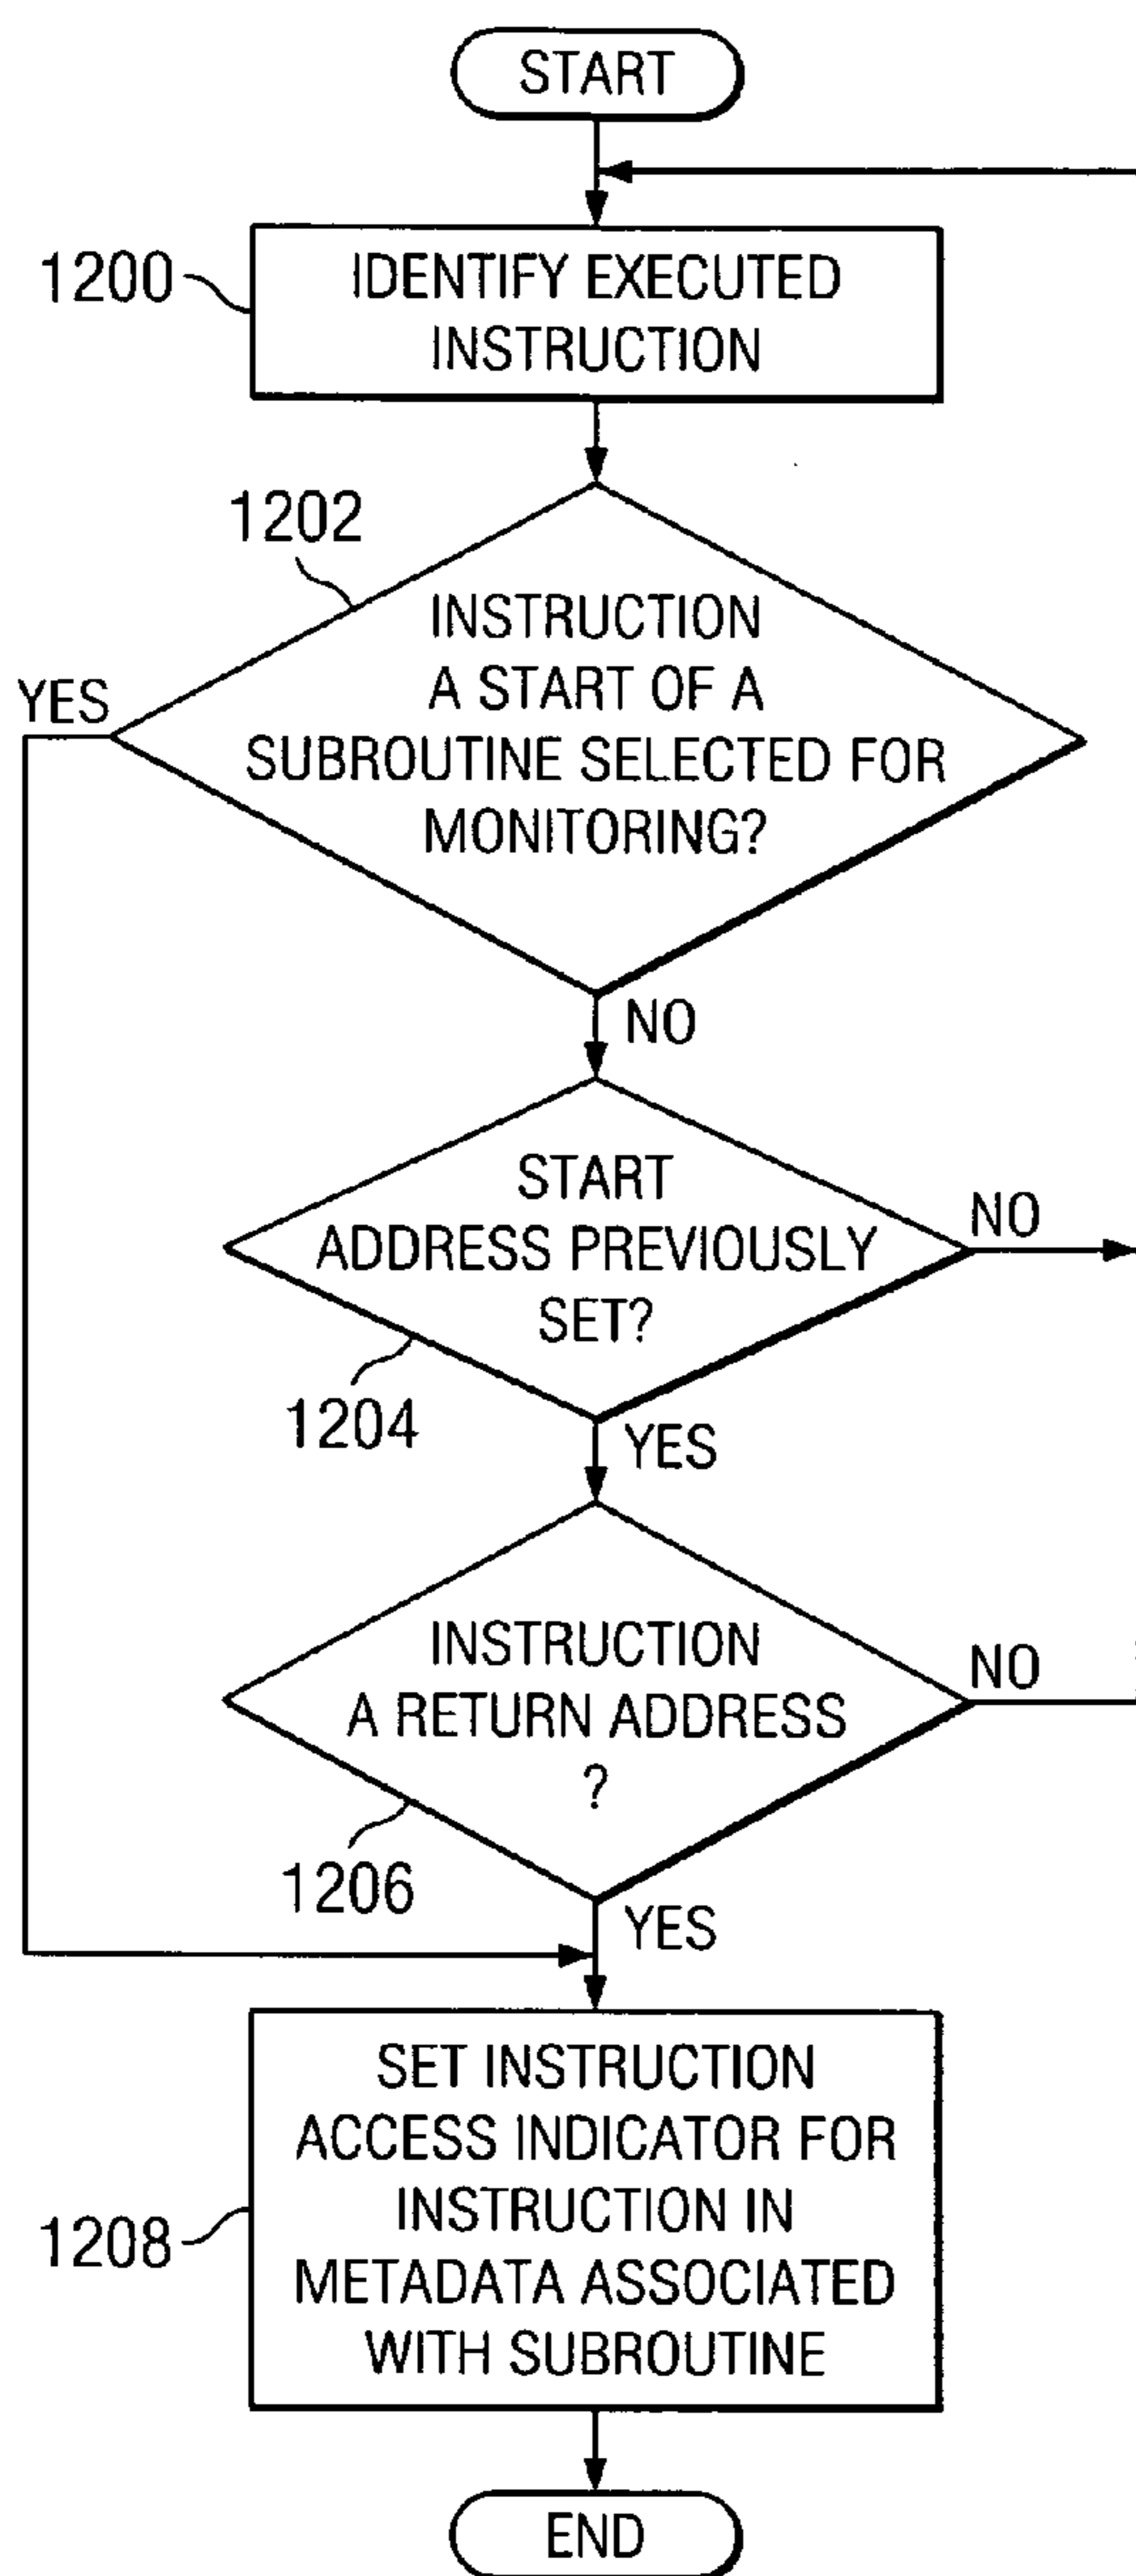 START
1200
IDENTIFY EXECUTED
INSTRUCTION
1202
INSTRUCTION
A START OF A
SUBROUTINE SELECTED FOR
MONITORING?
YES
NO
START
ADDRESS PREVIOUSLY
SET?
NO
1204
YES
INSTRUCTION
A RETURN ADDRESS
?
NO
1206
YES
SET INSTRUCTION
ACCESS INDICATOR FOR
INSTRUCTION IN
METADATA ASSOCIATED
WITH SUBROUTINE
1208
END